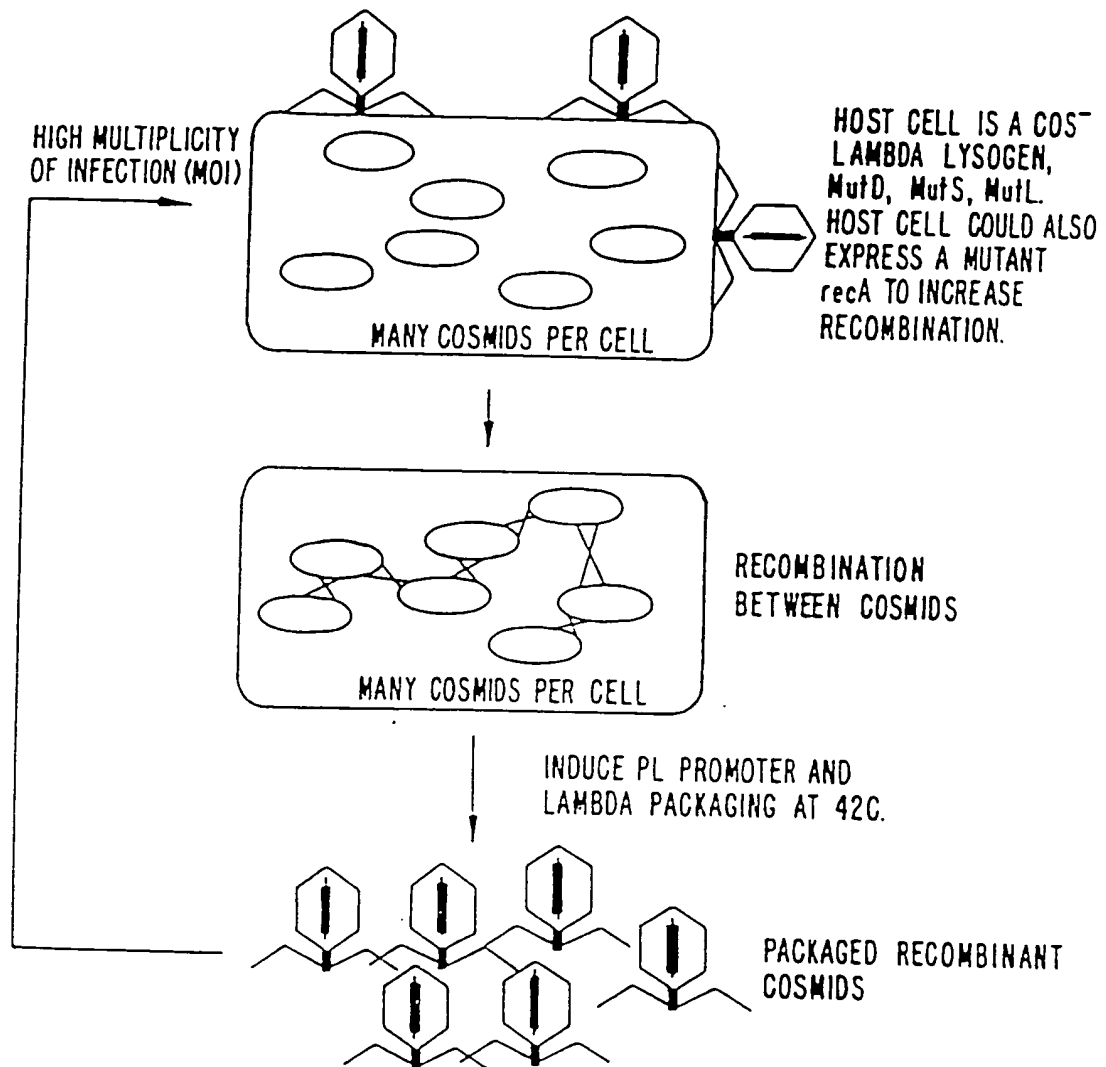 HIGH MULTIPLICITY
OF INFECTION (MOI)
HOST CELL IS A COS⁻
LAMBDA LYSOGEN,
MutD, MutS, MutL.
HOST CELL COULD ALSO
EXPRESS A MUTANT
recA TO INCREASE
RECOMBINATION.
MANY COSMIDS PER CELL
RECOMBINATION
BETWEEN COSMIDS
MANY COSMIDS PER CELL
INDUCE PL PROMOTER AND
LAMBDA PACKAGING AT 42C.
PACKAGED RECOMBINANT
COSMIDS